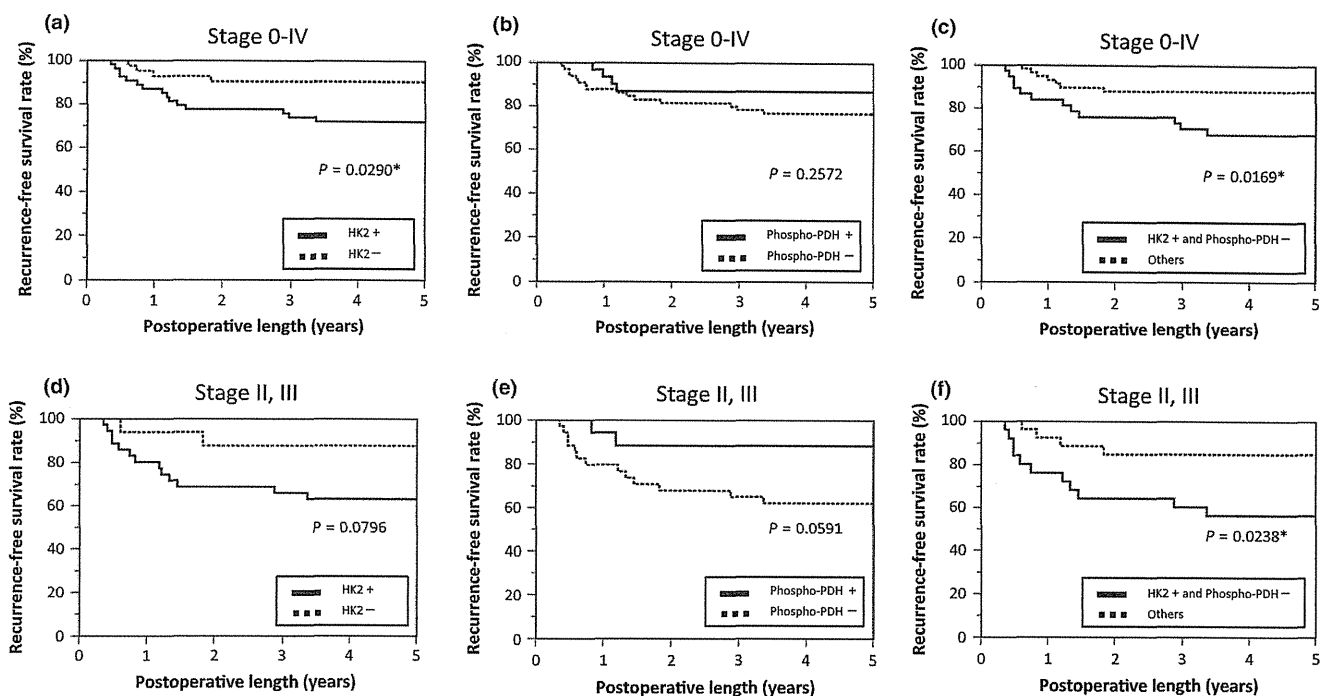 (a)
Stage 0-IV
Recurrence-free survival rate (%)
100
80
60
40
20
0
P = 0.0290*
HK2 +
HK2 −
0 1 2 3 4 5
Postoperative length (years)
(b)
Stage 0-IV
Recurrence-free survival rate (%)
100
80
60
40
20
0
P = 0.2572
Phospho-PDH +
Phospho-PDH −
0 1 2 3 4 5
Postoperative length (years)
(c)
Stage 0-IV
Recurrence-free survival rate (%)
100
80
60
40
20
0
P = 0.0169*
HK2 + and Phospho-PDH −
Others
0 1 2 3 4 5
Postoperative length (years)
(d)
Stage II, III
Recurrence-free survival rate (%)
100
80
60
40
20
0
P = 0.0796
HK2 +
HK2 −
0 1 2 3 4 5
Postoperative length (years)
(e)
Stage II, III
Recurrence-free survival rate (%)
100
80
60
40
20
0
P = 0.0591
Phospho-PDH +
Phospho-PDH −
0 1 2 3 4 5
Postoperative length (years)
(f)
Stage II, III
Recurrence-free survival rate (%)
100
80
60
40
20
0
P = 0.0238*
HK2 + and Phospho-PDH −
Others
0 1 2 3 4 5
Postoperative length (years)